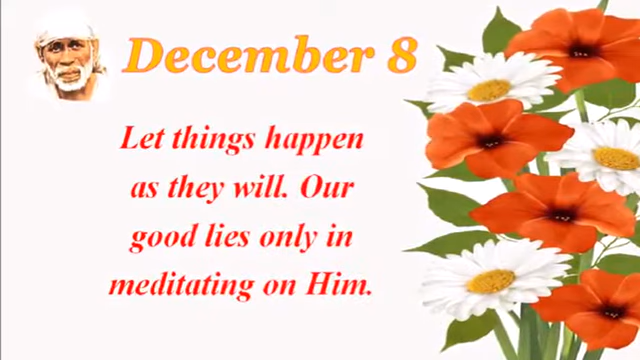 December 8
Let things happen
as they will. Our
good lies only in
meditating on Him.